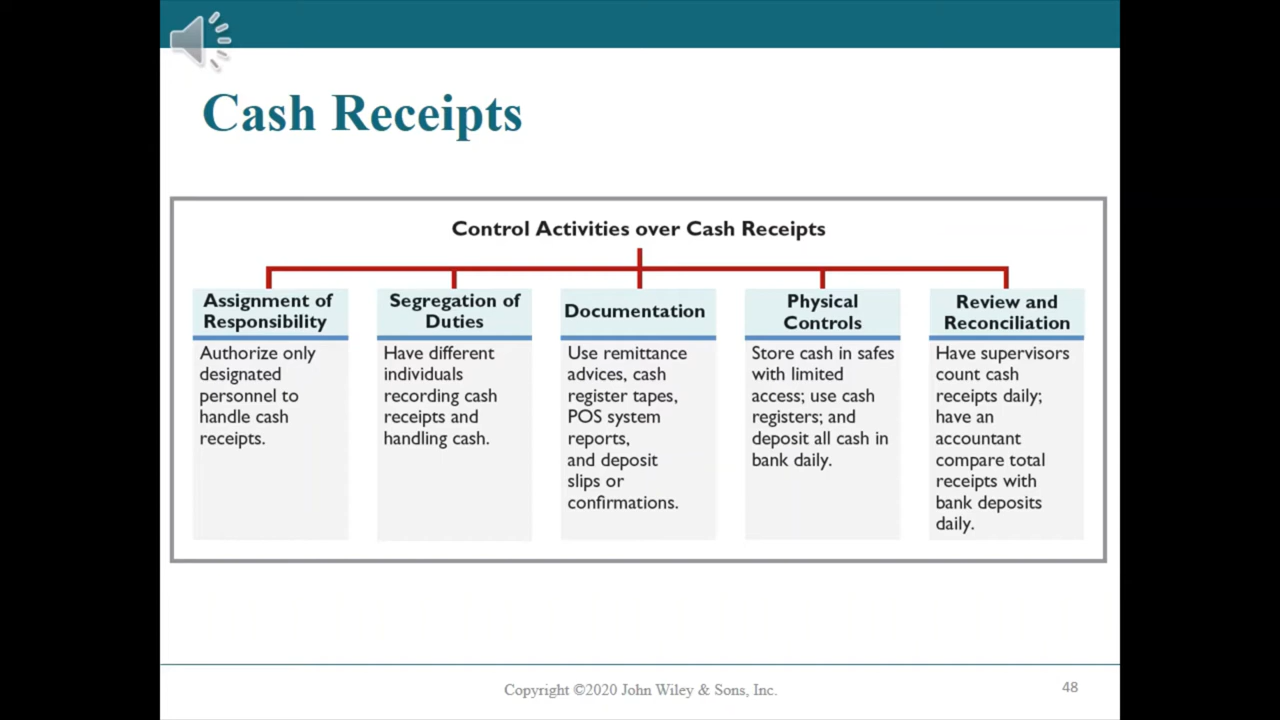 Cash Receipts
Control Activities over Cash Receipts
Assignment of
Responsibility
Authorize only
designated
personnel to
handle cash
receipts.
Segregation of
Duties
Have different
individuals
recording cash
receipts and
handling cash.
Documentation
Use remittance
advices, cash
register tapes,
POS system
reports,
and deposit
slips or
confirmations.
Physical
Controls
Store cash in safes
with limited
access; use cash
registers; and
deposit all cash in
bank daily.
Review and
Reconciliation
Have supervisors
count cash
receipts daily;
have an
accountant
compare total
receipts with
bank deposits
daily.
Copyright ©2020 John Wiley & Sons, Inc.
48